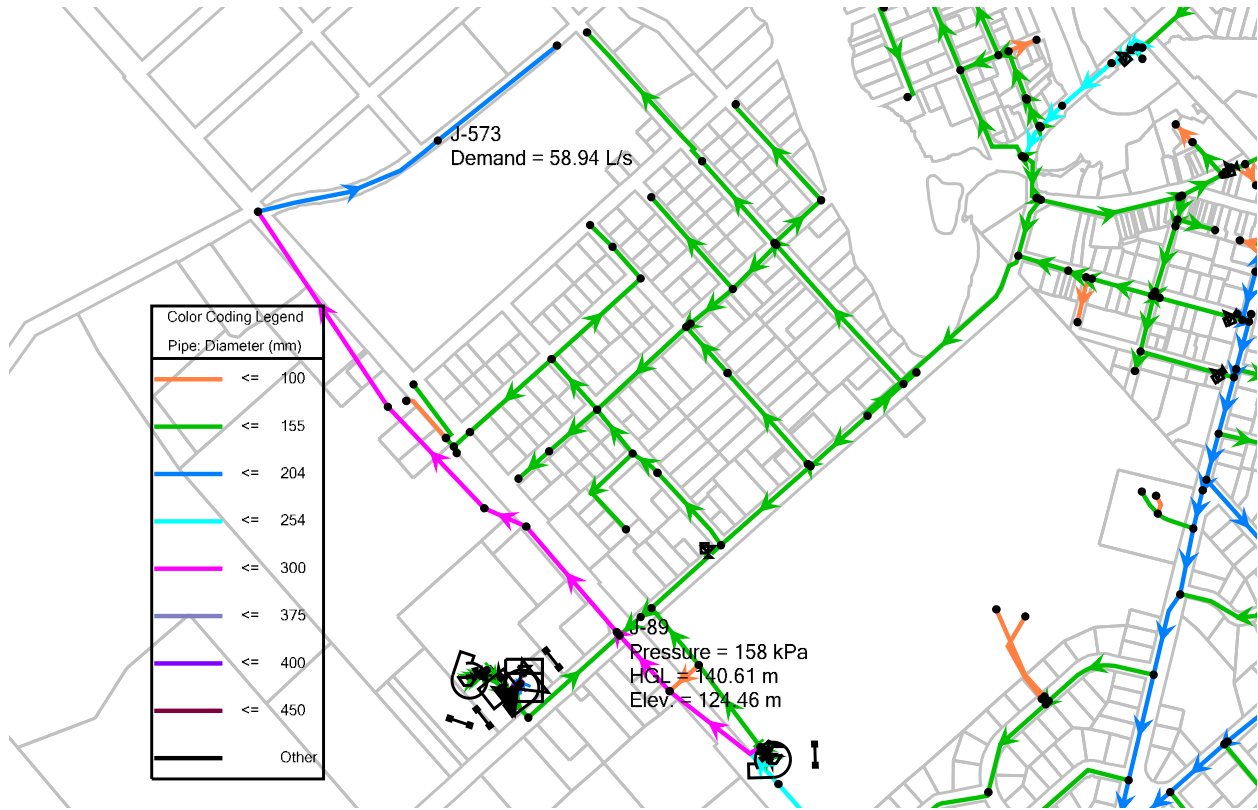 J-573
Demand = 58.94 L/s
Color Coding Legend
Pipe: Diameter (mm)
<= 100
<= 155
<= 204
<= 254
<= 300
<= 375
<= 400
<= 450
Other
J-89
Pressure = 158 kPa
HGL = 140.61 m
Elev. = 124.46 m